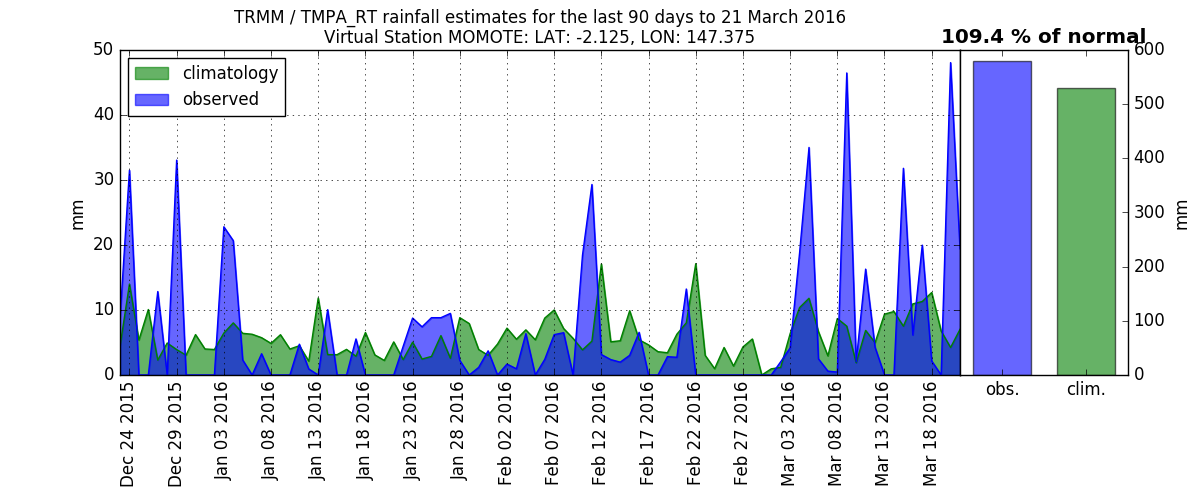 TRMM / TMPA_RT rainfall estimates for the last 90 days to 21 March 2016
Virtual Station MOMOTE: LAT: -2.125, LON: 147.375
109.4 % of normal
climatology
observed
mm
50
40
30
20
10
0
Dec 24 2015
Dec 29 2015
Jan 03 2016
Jan 08 2016
Jan 13 2016
Jan 18 2016
Jan 23 2016
Jan 28 2016
Feb 02 2016
Feb 07 2016
Feb 12 2016
Feb 17 2016
Feb 22 2016
Feb 27 2016
Mar 03 2016
Mar 08 2016
Mar 13 2016
Mar 18 2016
600
500
400
300
200
100
0
mm
obs.
clim.